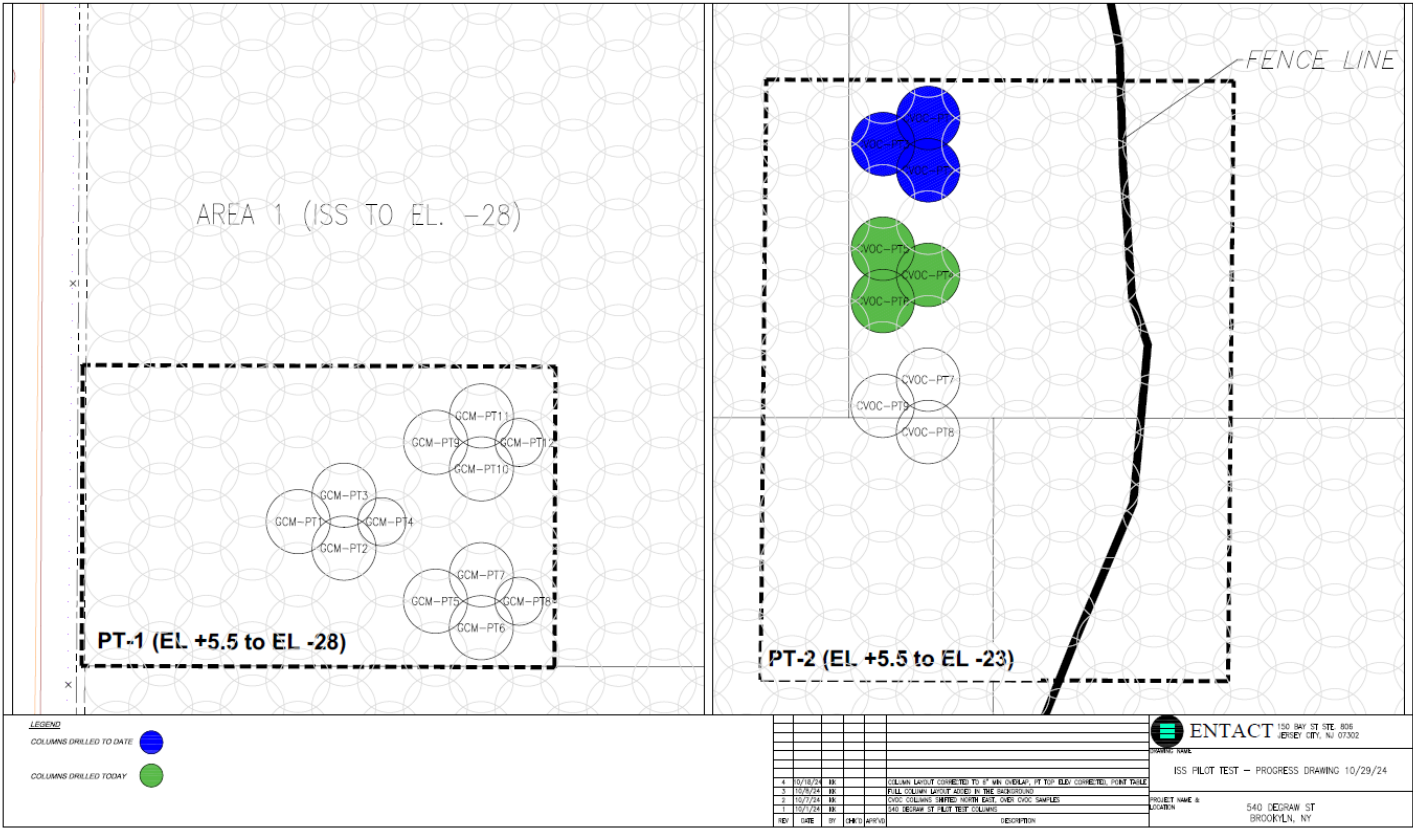 FENCE LINE
AREA 1 (ISS TO EL. -28)
CVOC-PT5
CVOC-PT4
CVOC-PT6
CVOC-PT7
CVOC-PT9
CVOC-PT8
GCM-PT11
GCM-PT9
GCM-PT12
GCM-PT10
GCM-PT3
GCM-PT1
GCM-PT4
GCM-PT2
GCM-PT7
GCM-PT5
GCM-PT8
GCM-PT6
PT-1 (EL +5.5 to EL -28)
PT-2 (EL +5.5 to EL -23)
LEGEND
COLUMNS DRILLED TO DATE
COLUMNS DRILLED TODAY
4 10/18/24 KK COLUMN LAYOUT CORRECTED TO 6" MIN OVERLAP, PT TOP ELEV CORRECTED, POINT TABLE
3 10/8/24 KK FULL COLUMN LAYOUT ADDED IN THE BACKGROUND
2 10/7/24 KK CVOC COLUMNS SHIFTED NORTH EAST, OVER CVOC SAMPLES
1 10/1/24 KK 540 DEGRAW ST PILOT TEST COLUMNS
REV DATE BY CHK'D APR'VD DESCRIPTION
ENTACT
150 BAY ST STE. 806
JERSEY CITY, NJ 07302
DRAWING NAME
ISS PILOT TEST - PROGRESS DRAWING 10/29/24
PROJECT NAME &
LOCATION
540 DEGRAW ST
BROOKYLN, NY